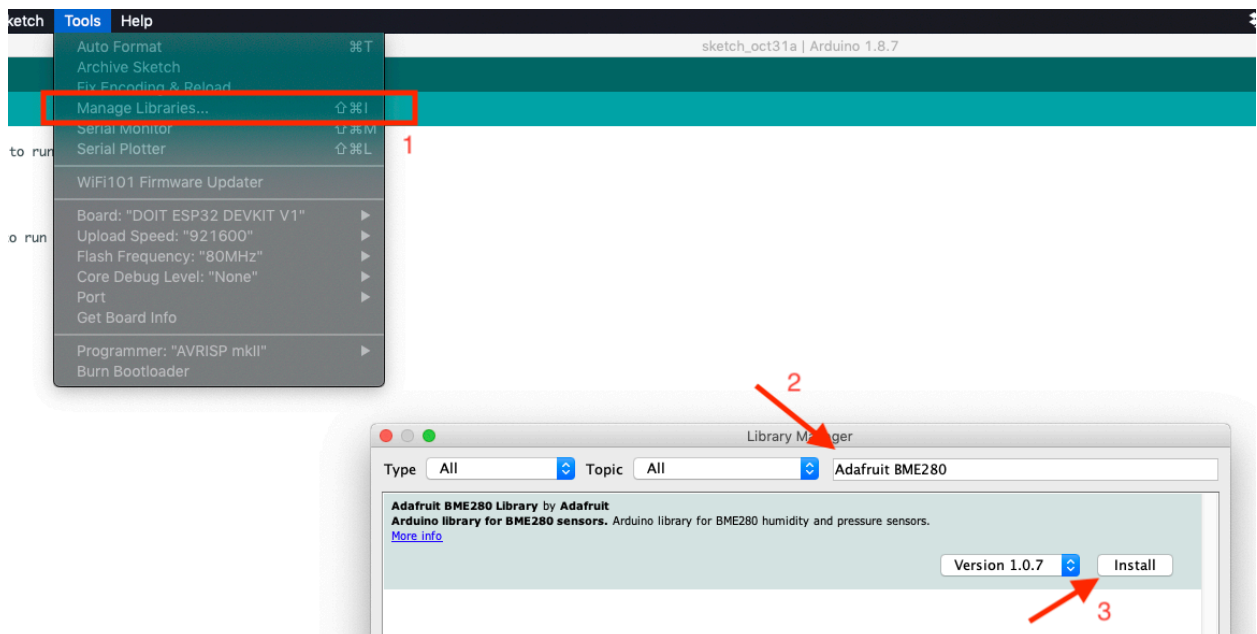 ketch Tools Help
sketch_oct31a | Arduino 1.8.7
Auto Format ⌘T
Archive Sketch
Fix Encoding & Reload
Manage Libraries... ⇧⌘I
Serial Monitor ⇧⌘M
1
to run
Serial Plotter ⇧⌘L
WiFi101 Firmware Updater
Board: "DOIT ESP32 DEVKIT V1"
o run
Upload Speed: "921600"
Flash Frequency: "80MHz"
Core Debug Level: "None"
Port
Get Board Info
Programmer: "AVRISP mkII"
Burn Bootloader
2
Library Manager
Type All Topic All Adafruit BME280
Adafruit BME280 Library by Adafruit
Arduino library for BME280 sensors. Arduino library for BME280 humidity and pressure sensors.
More info
Version 1.0.7 Install
3